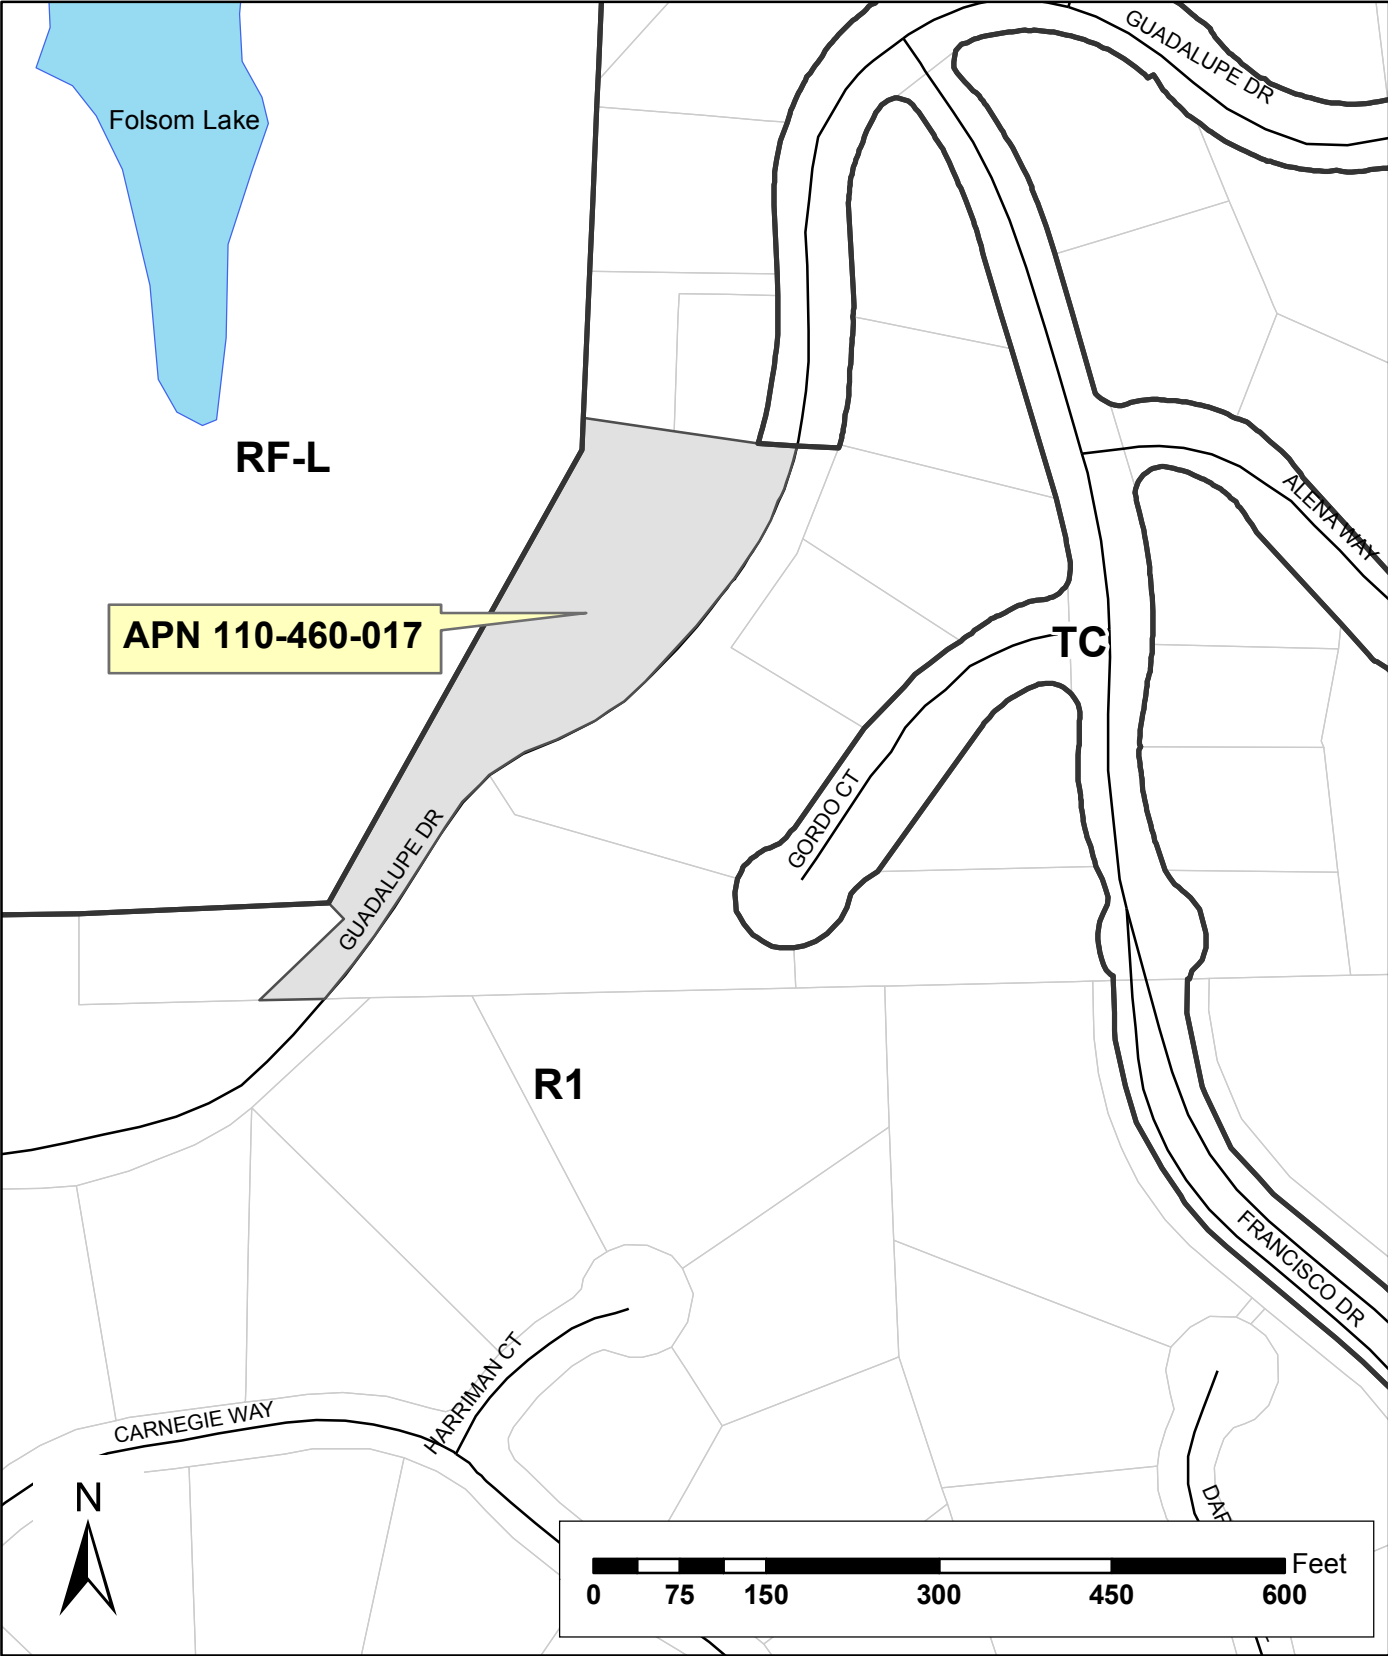 GUADALUPE DR
Folsom Lake
RF-L
ALENA WAY
APN 110-460-017
TC
GORDO CT
GUADALUPE DR
R1
FRANCISCO DR
HARRIMAN CT
CARNEGIE WAY
N
DAR
Feet
0 75 150 300 450 600